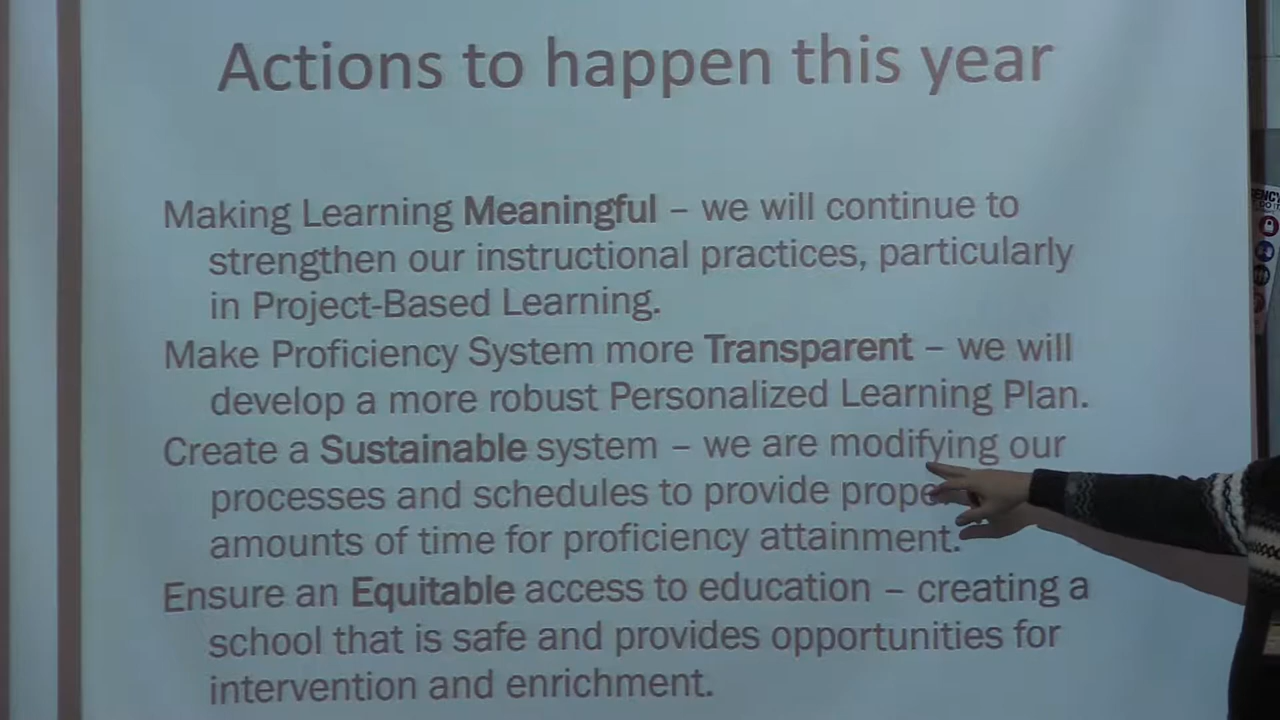 Actions to happen this year
Making Learning Meaningful – we will continue to
strengthen our instructional practices, particularly
in Project-Based Learning.
Make Proficiency System more Transparent – we will
develop a more robust Personalized Learning Plan.
Create a Sustainable system – we are modifying our
processes and schedules to provide
amounts of time for proficiency attainment.
Ensure an Equitable access to education – creating a
school that is safe and provides opportunities for
intervention and enrichment.